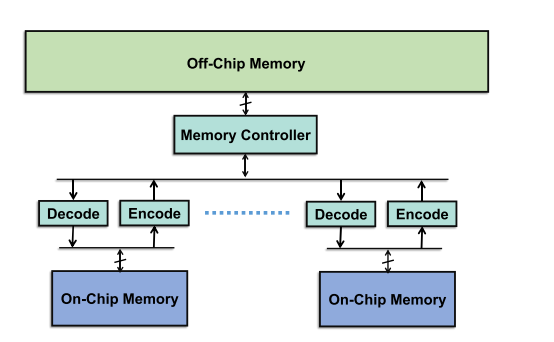 Off-Chip Memory
Memory Controller
Decode
Encode
Decode
Encode
On-Chip Memory
On-Chip Memory